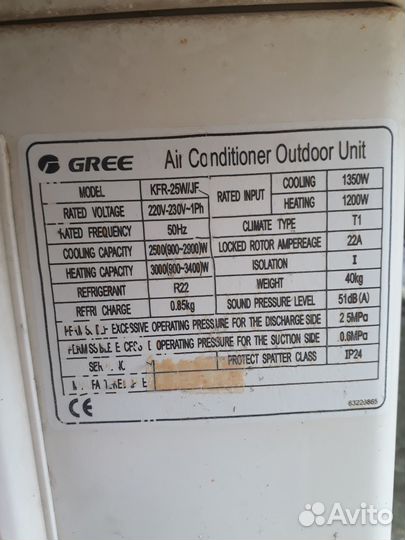 GREE Air Conditioner Outdoor Unit
MODEL KFR-25W/JF RATED INPUT COOLING 1350W
HEATING 1200W
RATED VOLTAGE 220V-230V~1Ph
RATED FREQUENCY 50Hz CLIMATE TYPE T1
COOLING CAPACITY 2500(900~2900)W LOCKED ROTOR AMPEREAGE 22A
HEATING CAPACITY 3000(900~3400)W ISOLATION I
REFRIGERANT R22 WEIGHT 40kg
REFRI CHARGE 0.85kg SOUND PRESSURE LEVEL 51dB(A)
EXCESSIVE OPERATING PRESSURE FOR THE DISCHARGE SIDE 2.5MPa
OPERATING PRESSURE FOR THE SUCTION SIDE 0.6MPa
PROTECT SPATTER CLASS IP24
CE
63220865
Avito